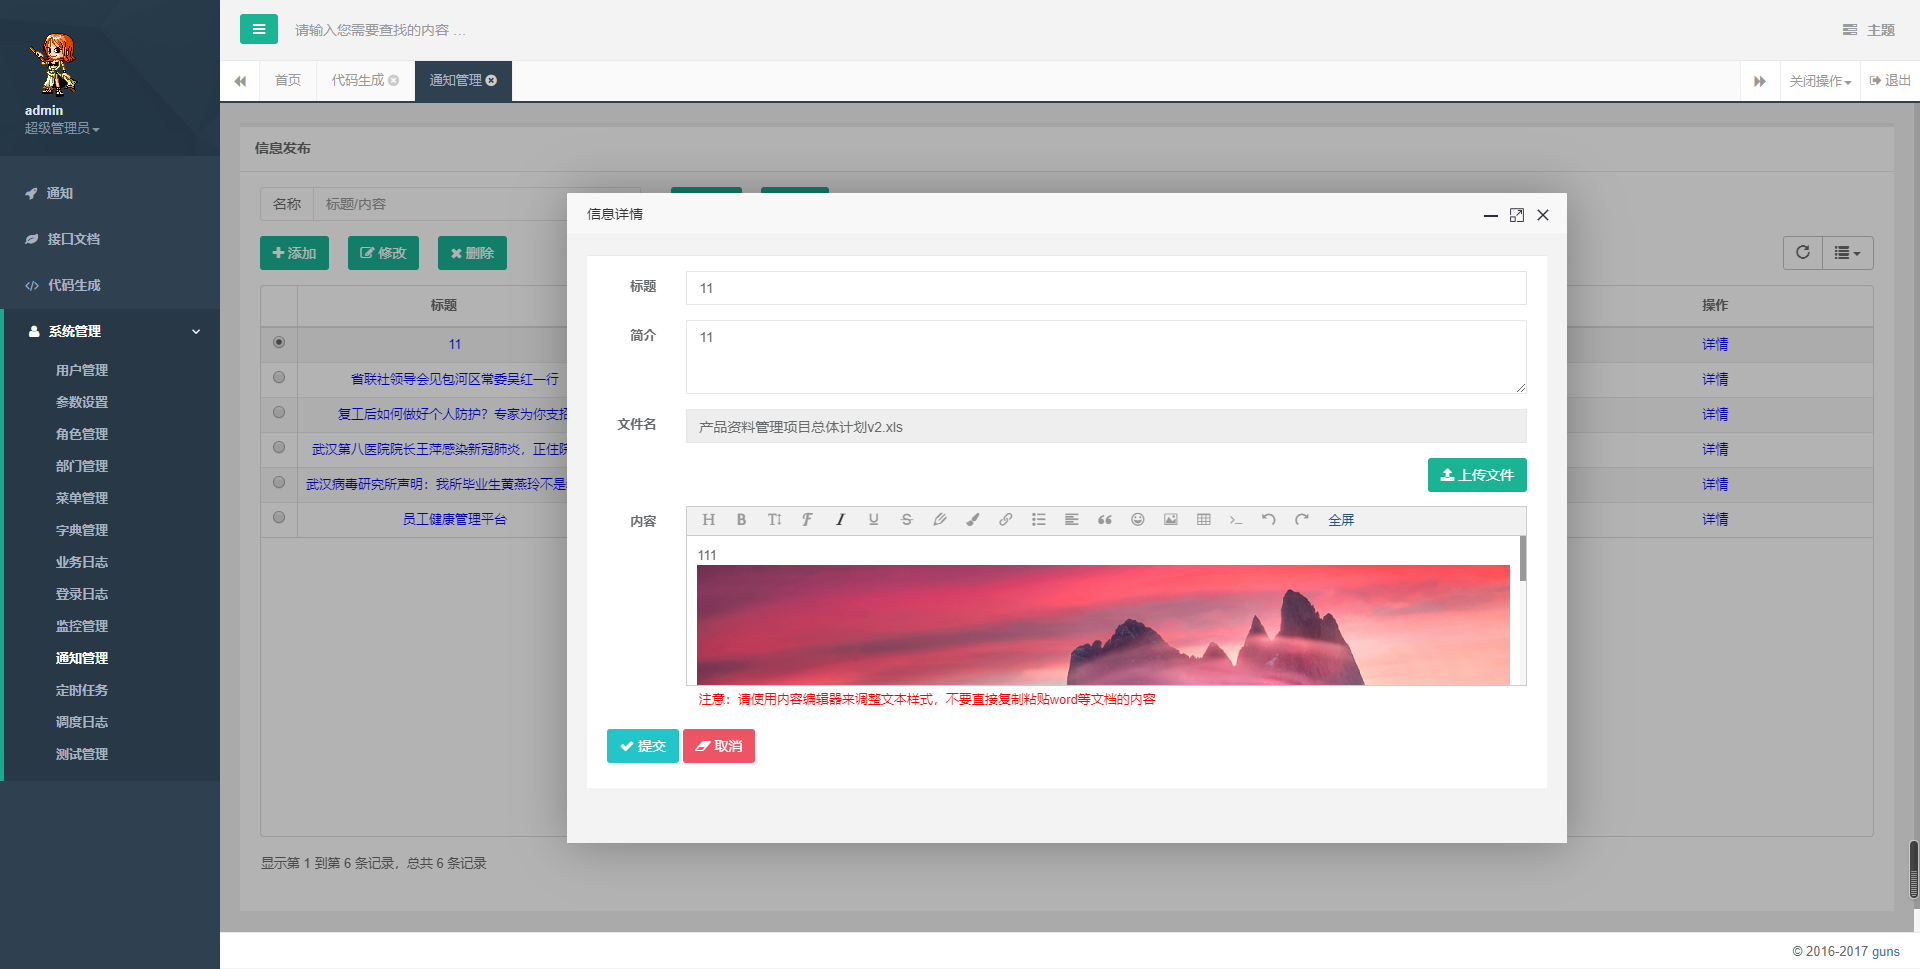 请输入您需要查找的内容 …
主题
首页
代码生成
通知管理
关闭操作
退出
admin
超级管理员
通知
接口文档
代码生成
系统管理
用户管理
参数设置
角色管理
部门管理
菜单管理
字典管理
业务日志
登录日志
监控管理
通知管理
定时任务
调度日志
测试管理
信息发布
名称
标题/内容
添加
修改
删除
标题
操作
11
详情
省联社领导会见包河区常委吴红一行
详情
复工后如何做好个人防护？专家为你支招
详情
武汉第八医院院长王萍感染新冠肺炎，正住院
详情
武汉病毒研究所声明：我所毕业生黄燕玲不是
详情
员工健康管理平台
详情
显示第 1 到第 6 条记录，总共 6 条记录
信息详情
标题
11
简介
11
文件名
产品资料管理项目总体计划v2.xls
上传文件
内容
全屏
111
注意：请使用内容编辑器来调整文本样式，不要直接复制粘贴word等文档的内容
提交
取消
© 2016-2017 guns